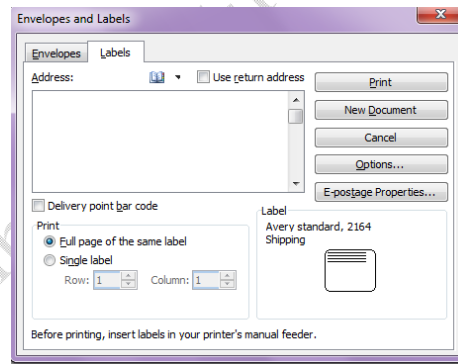 Envelopes and Labels
Envelopes Labels
Address: Use return address
Print
New Document
Cancel
Options...
E-postage Properties...
Delivery point bar code
Print
Full page of the same label
Single label
Row: 1 Column: 1
Label
Avery standard, 2164
Shipping
Before printing, insert labels in your printer's manual feeder.